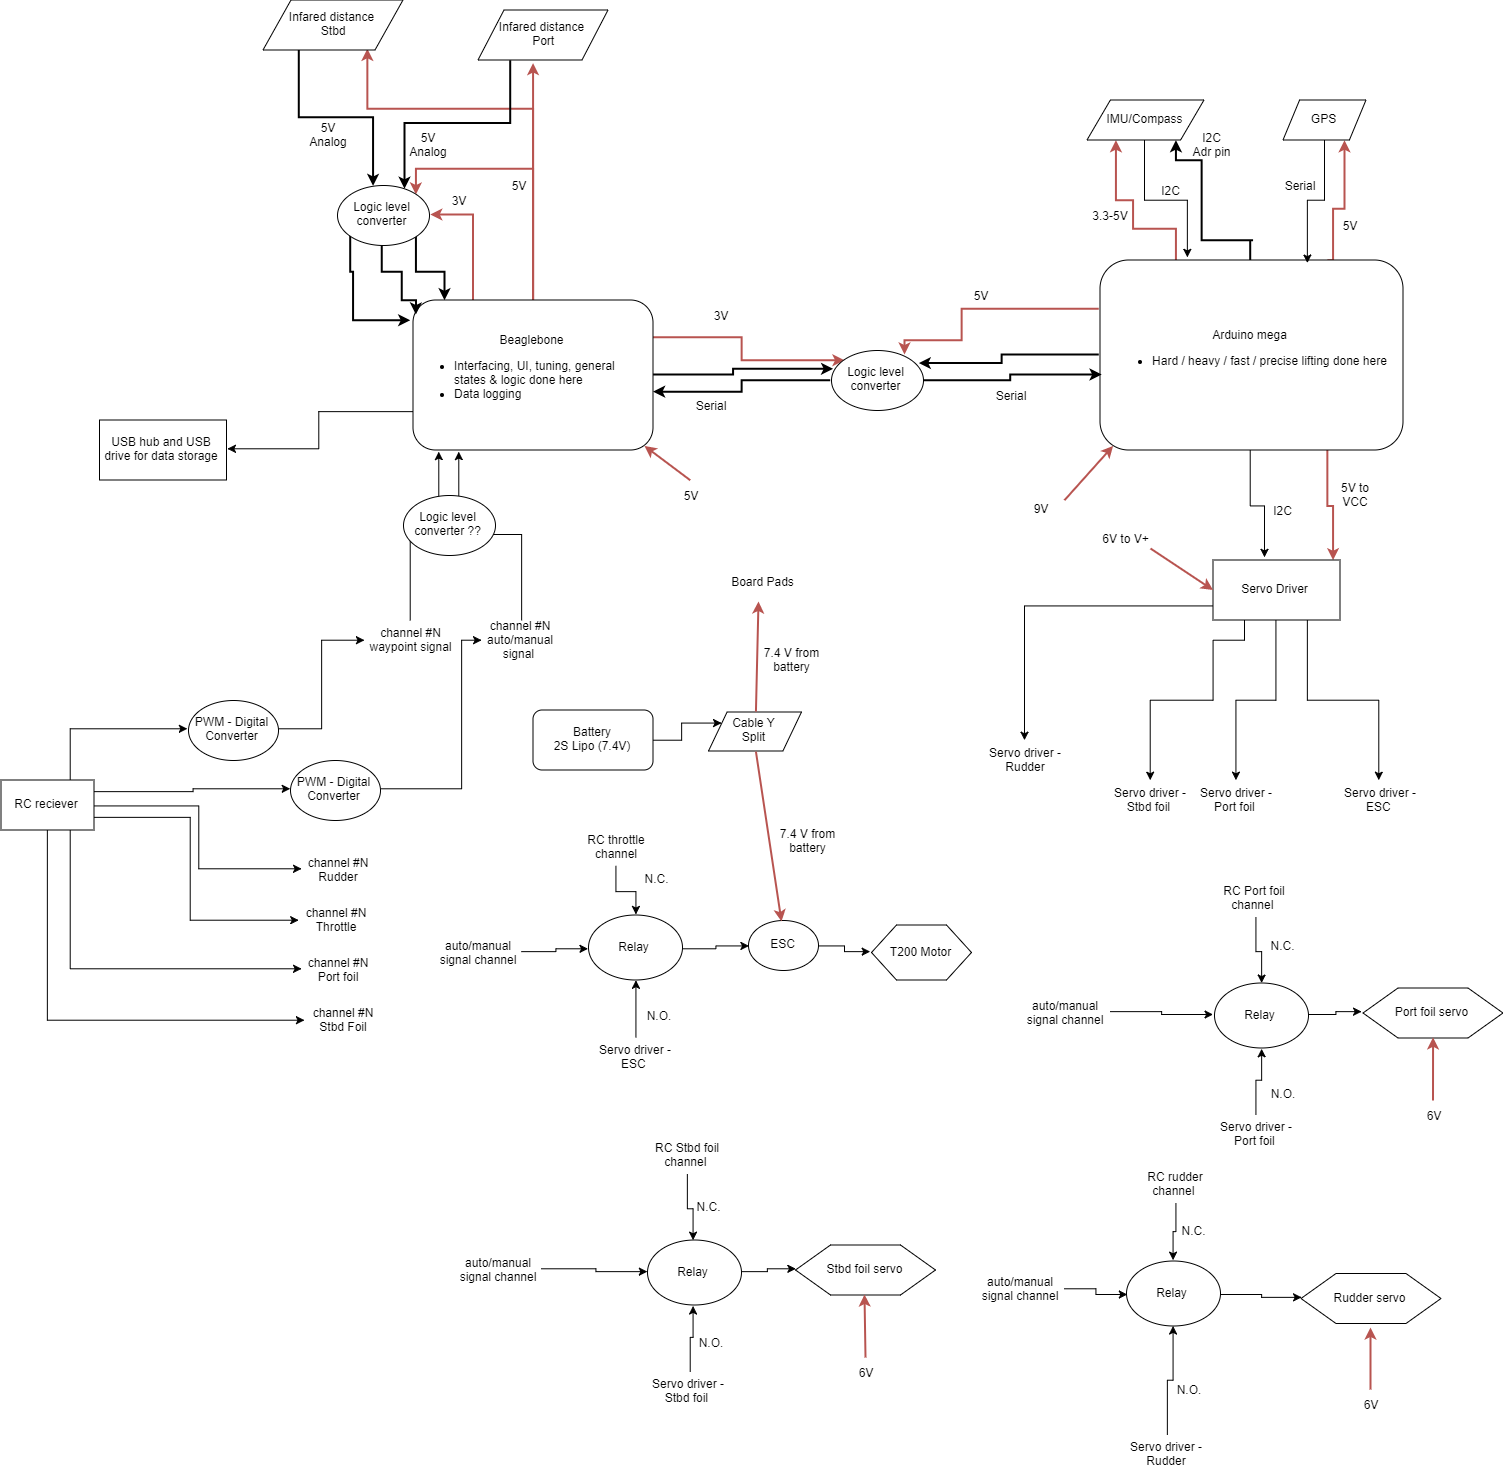 Infared distance
Stbd
Infared distance
Port
5V
Analog
5V
Analog
5V
3V
Logic level
converter
IMU/Compass
GPS
I2C
Adr pin
I2C
Serial
3.3-5V
5V
Beaglebone
Interfacing, UI, tuning, general
states & logic done here
Data logging
3V
5V
Logic level
converter
Serial
Serial
Arduino mega
Hard / heavy / fast / precise lifting done here
USB hub and USB
drive for data storage
5V
9V
Logic level
converter ??
I2C
5V to
VCC
6V to V+
Servo Driver
channel #N
waypoint signal
channel #N
auto/manual
signal
Board Pads
7.4 V from
battery
PWM - Digital
Converter
PWM - Digital
Converter
RC reciever
Battery
2S Lipo (7.4V)
Cable Y
Split
7.4 V from
battery
Servo driver -
Rudder
Servo driver -
Stbd foil
Servo driver -
Port foil
Servo driver -
ESC
channel #N
Rudder
channel #N
Throttle
channel #N
Port foil
channel #N
Stbd Foil
RC throttle
channel
N.C.
auto/manual
signal channel
Relay
ESC
T200 Motor
N.O.
Servo driver -
ESC
RC Port foil
channel
N.C.
auto/manual
signal channel
Relay
Port foil servo
N.O.
6V
Servo driver -
Port foil
RC Stbd foil
channel
N.C.
auto/manual
signal channel
Relay
Stbd foil servo
N.O.
6V
Servo driver -
Stbd foil
RC rudder
channel
N.C.
auto/manual
signal channel
Relay
Rudder servo
N.O.
6V
Servo driver -
Rudder